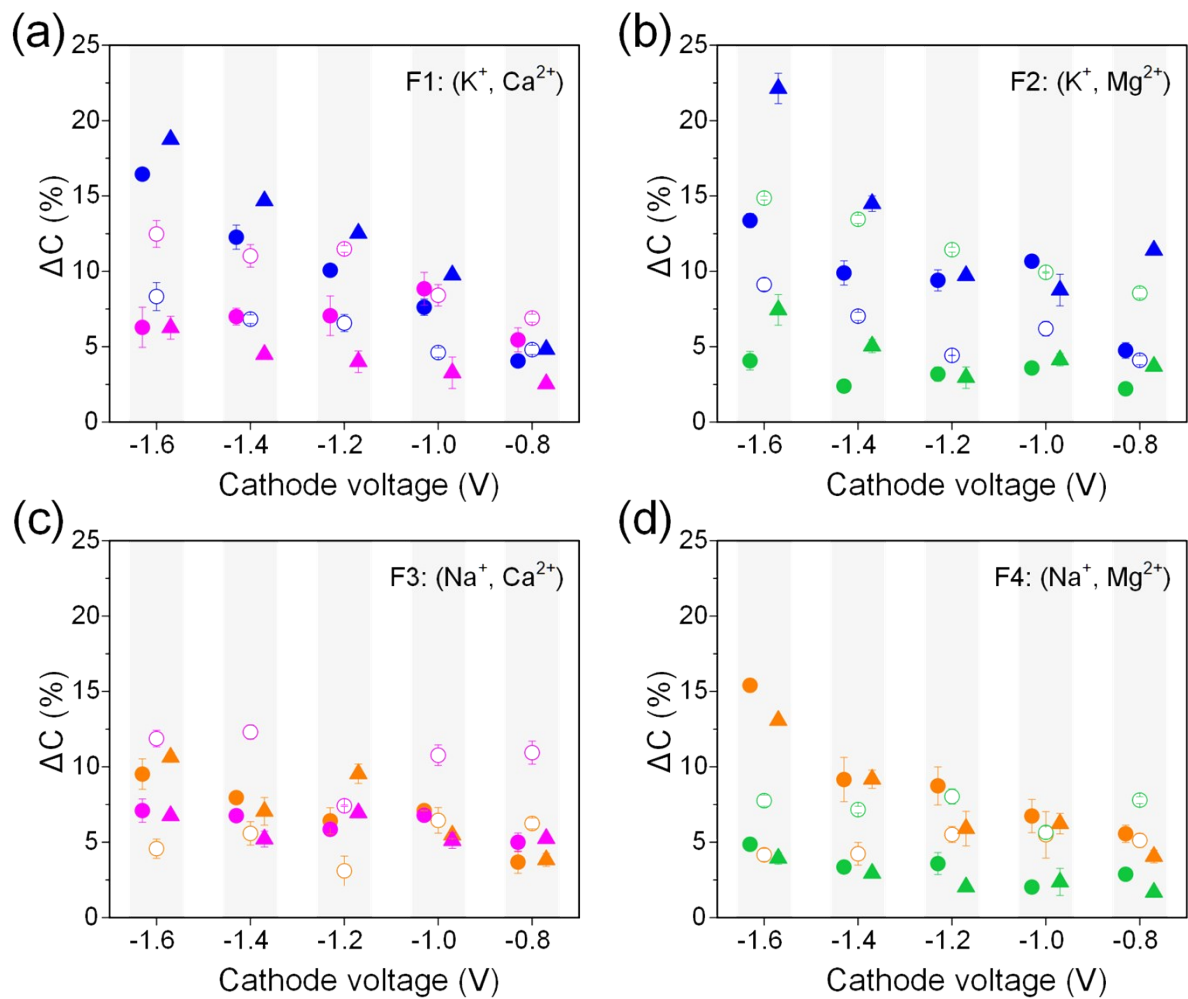 (a)
F1: (K⁺, Ca²⁺)
25
20
15
10
5
0
ΔC (%)
-1.6 -1.4 -1.2 -1.0 -0.8
Cathode voltage (V)
(b)
F2: (K⁺, Mg²⁺)
25
20
15
10
5
0
ΔC (%)
-1.6 -1.4 -1.2 -1.0 -0.8
Cathode voltage (V)
(c)
F3: (Na⁺, Ca²⁺)
25
20
15
10
5
0
ΔC (%)
-1.6 -1.4 -1.2 -1.0 -0.8
Cathode voltage (V)
(d)
F4: (Na⁺, Mg²⁺)
25
20
15
10
5
0
ΔC (%)
-1.6 -1.4 -1.2 -1.0 -0.8
Cathode voltage (V)